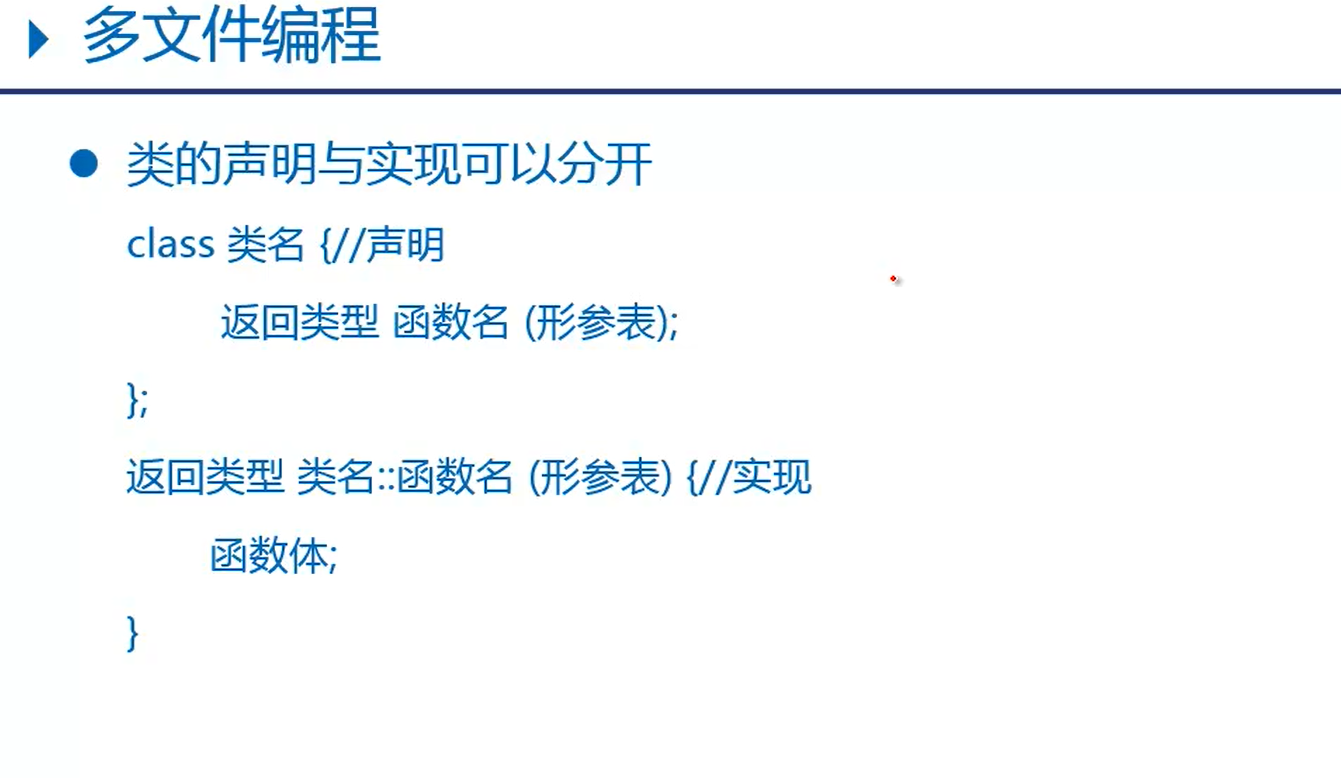 多文件编程
类的声明与实现可以分开
class 类名 {//声明
返回类型 函数名 (形参表);
};
返回类型 类名::函数名 (形参表) {//实现
函数体;
}